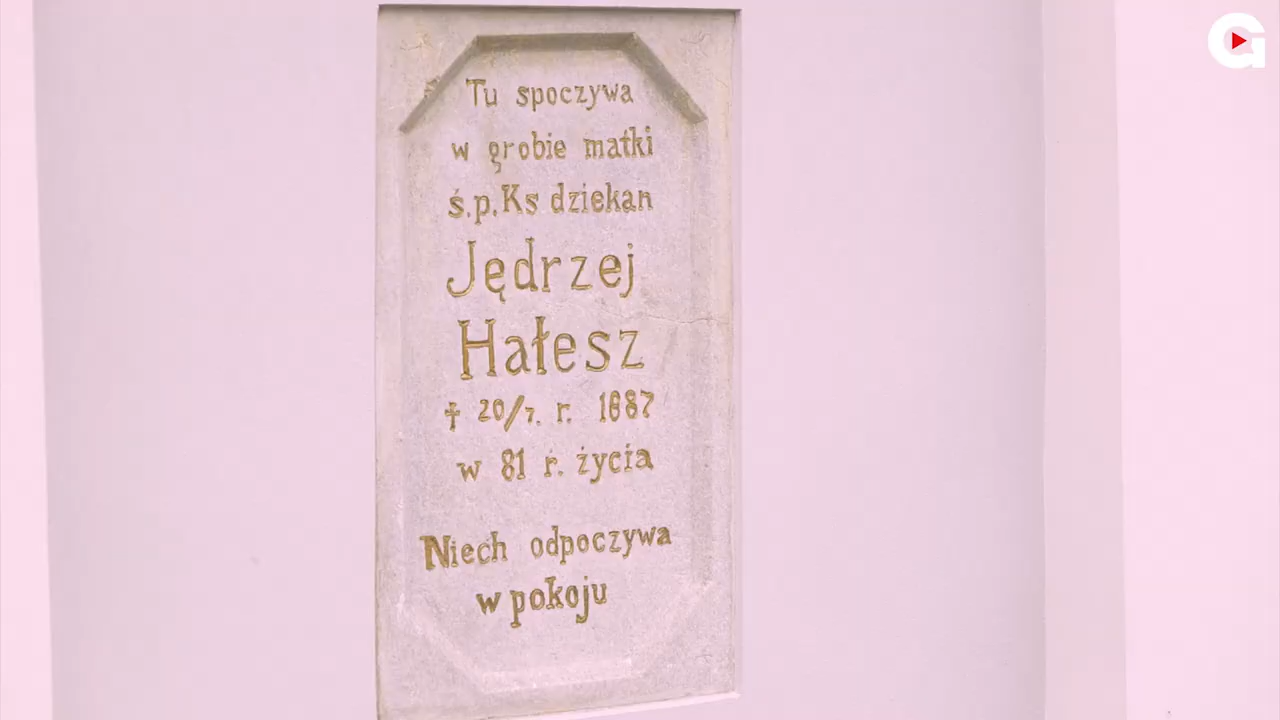 Tu spoczywa
w grobie matki
ś.p. Ks dziekan
Jędrzej
Hałesz
† 20/7. r. 1887
w 81 r. życia
Niech odpoczywa
w pokoju
G